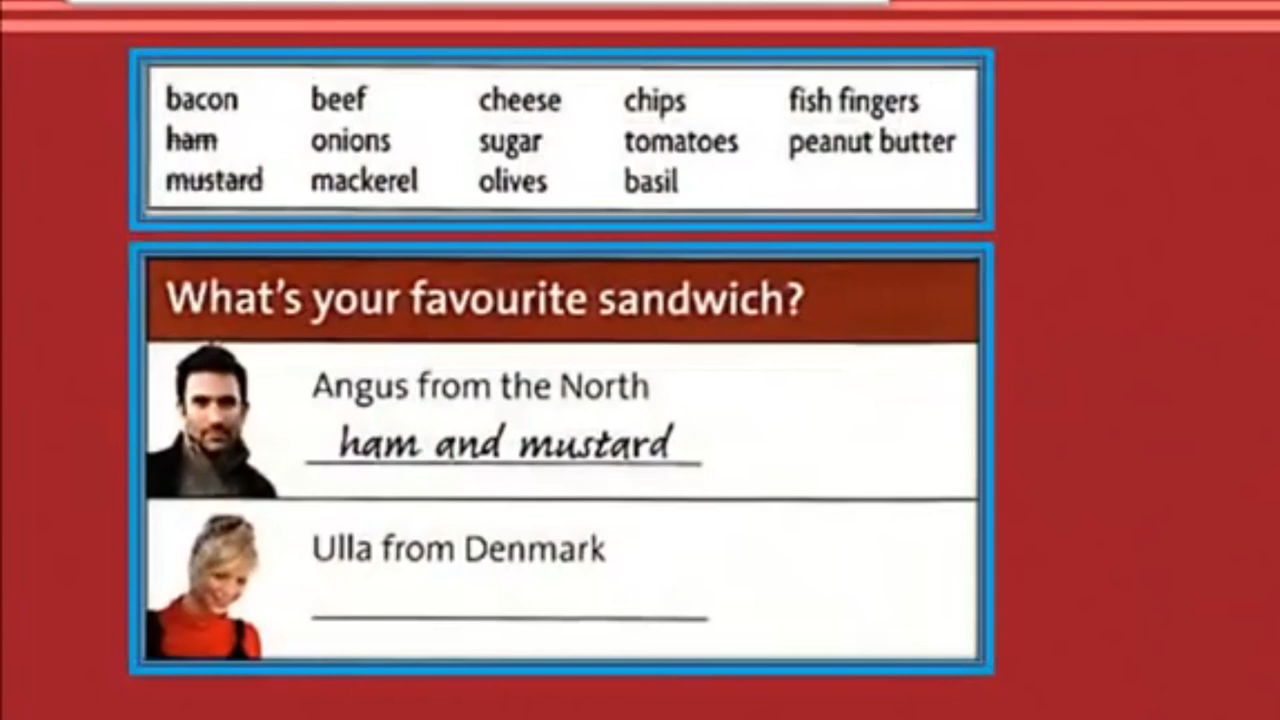 bacon beef cheese chips fish fingers
ham onions sugar tomatoes peanut butter
mustard mackerel olives basil
What's your favourite sandwich?
Angus from the North
ham and mustard
Ulla from Denmark